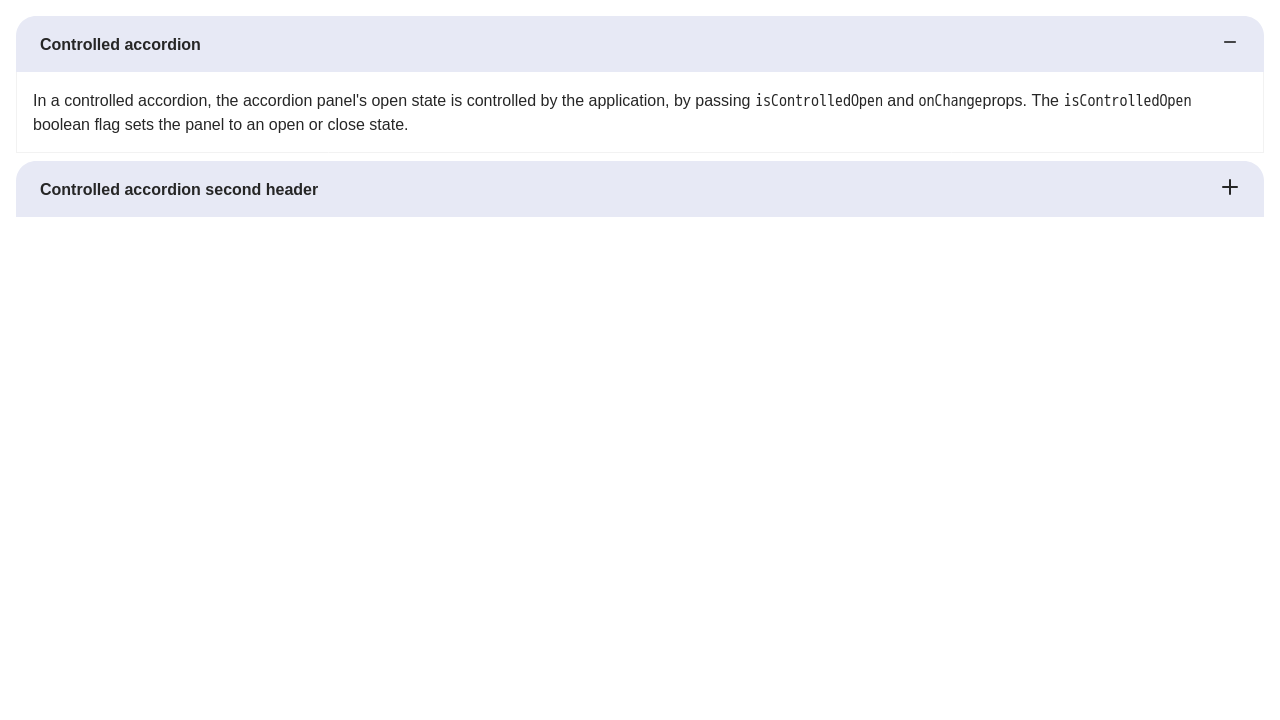 Controlled accordion
In a controlled accordion, the accordion panel's open state is controlled by the application, by passing isControlledOpen and onChangeprops. The isControlledOpen
boolean flag sets the panel to an open or close state.
Controlled accordion second header